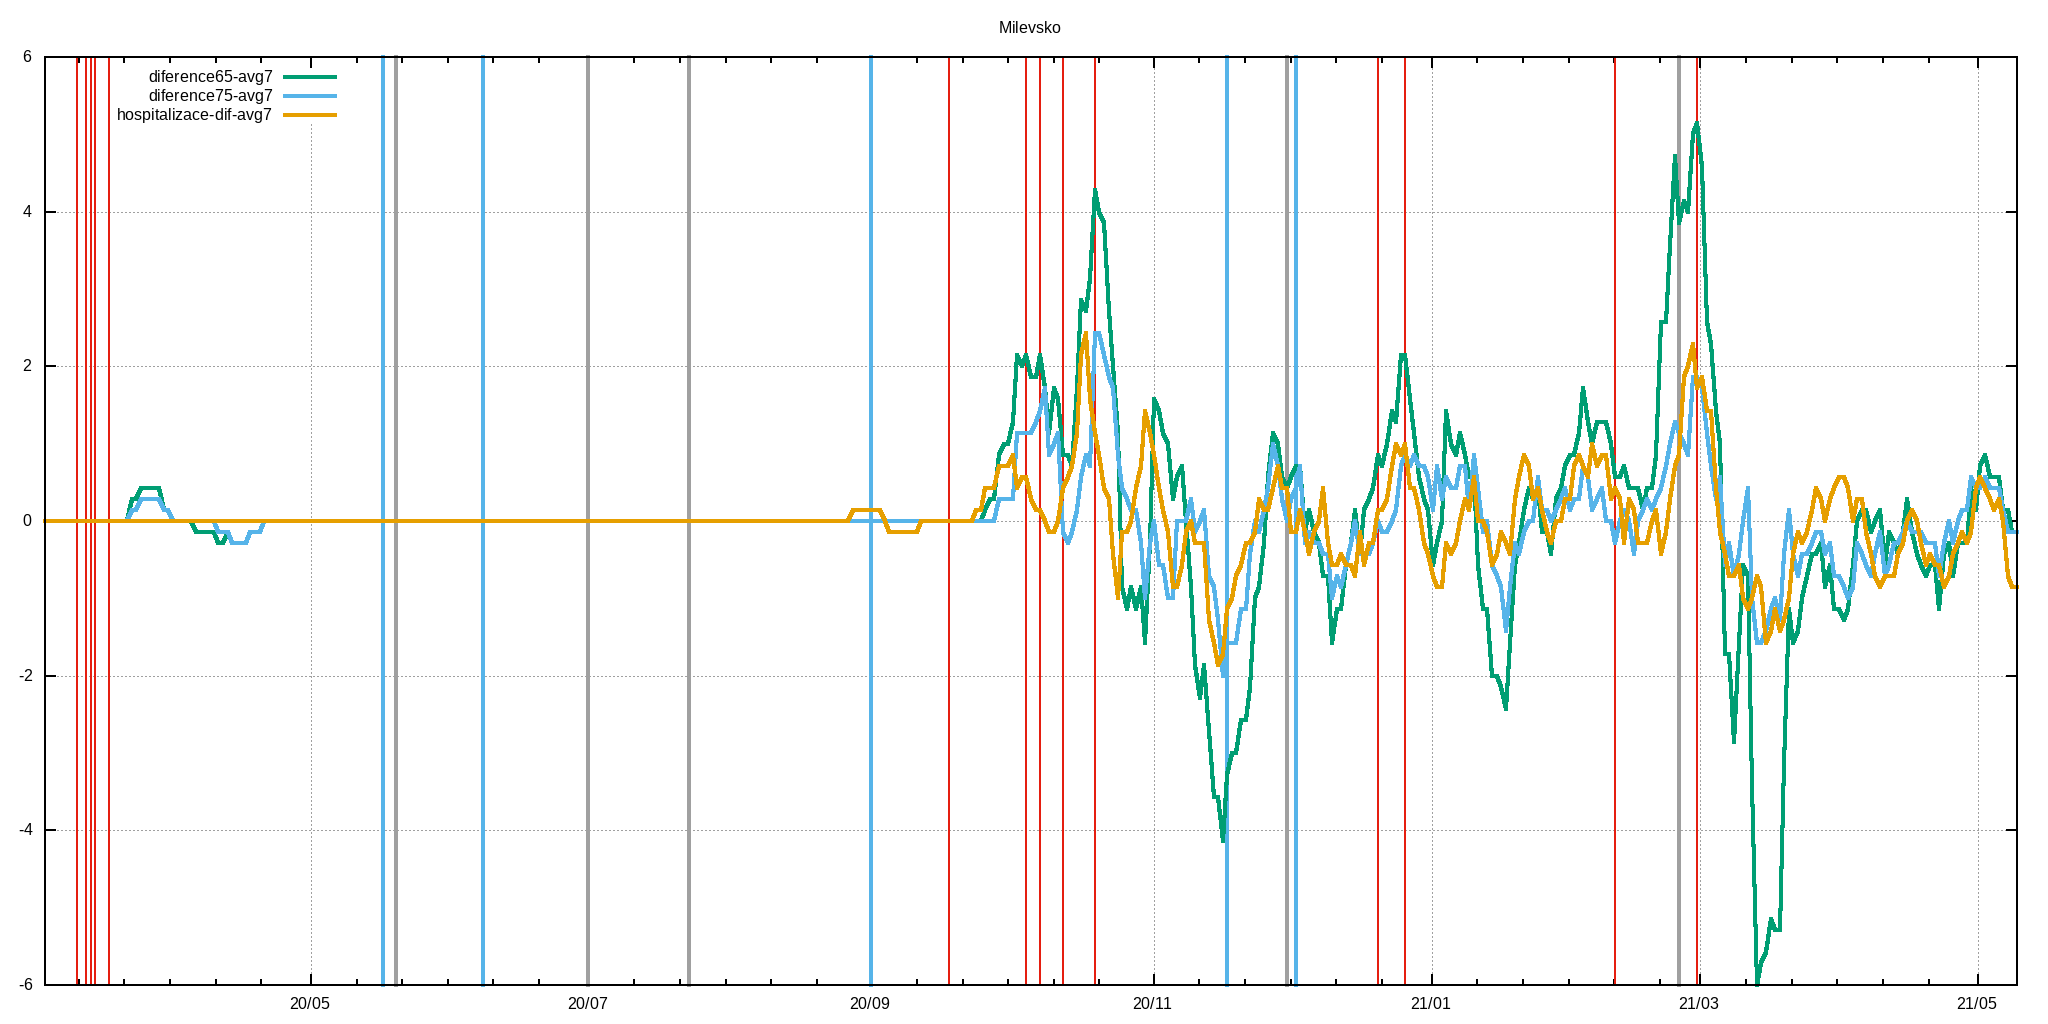 Milevsko
6
diference65-avg7
diference75-avg7
hospitalizace-dif-avg7
4
2
0
-2
-4
-6
20/05 20/07 20/09 20/11 21/01 21/03 21/05